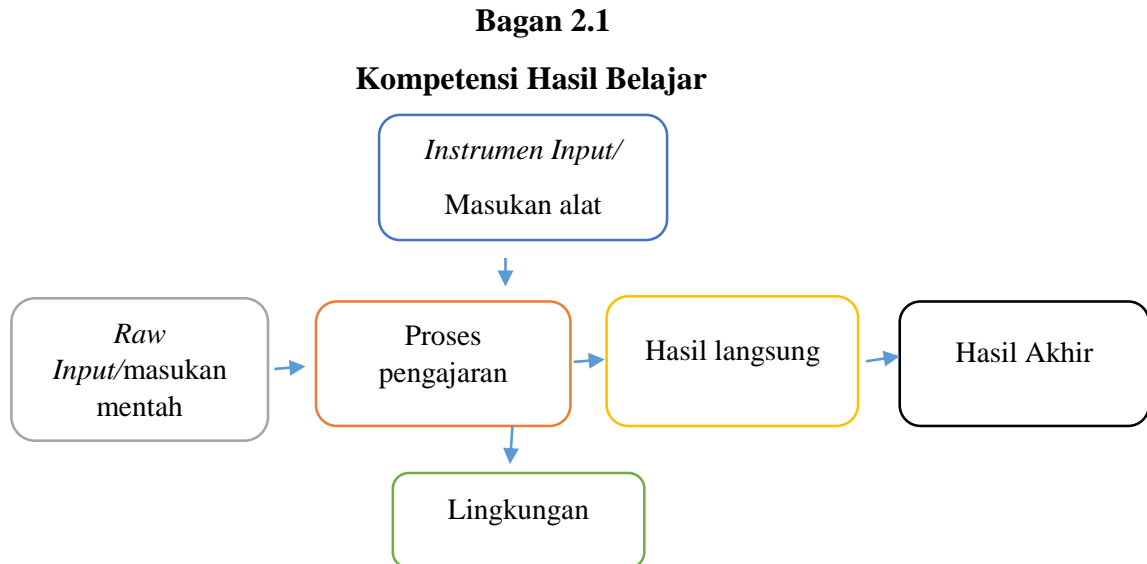 Bagan 2.1
Kompetensi Hasil Belajar
Instrumen Input/
Masukan alat
Raw
Input/masukan
mentah
Proses
pengajaran
Hasil langsung
Hasil Akhir
Lingkungan